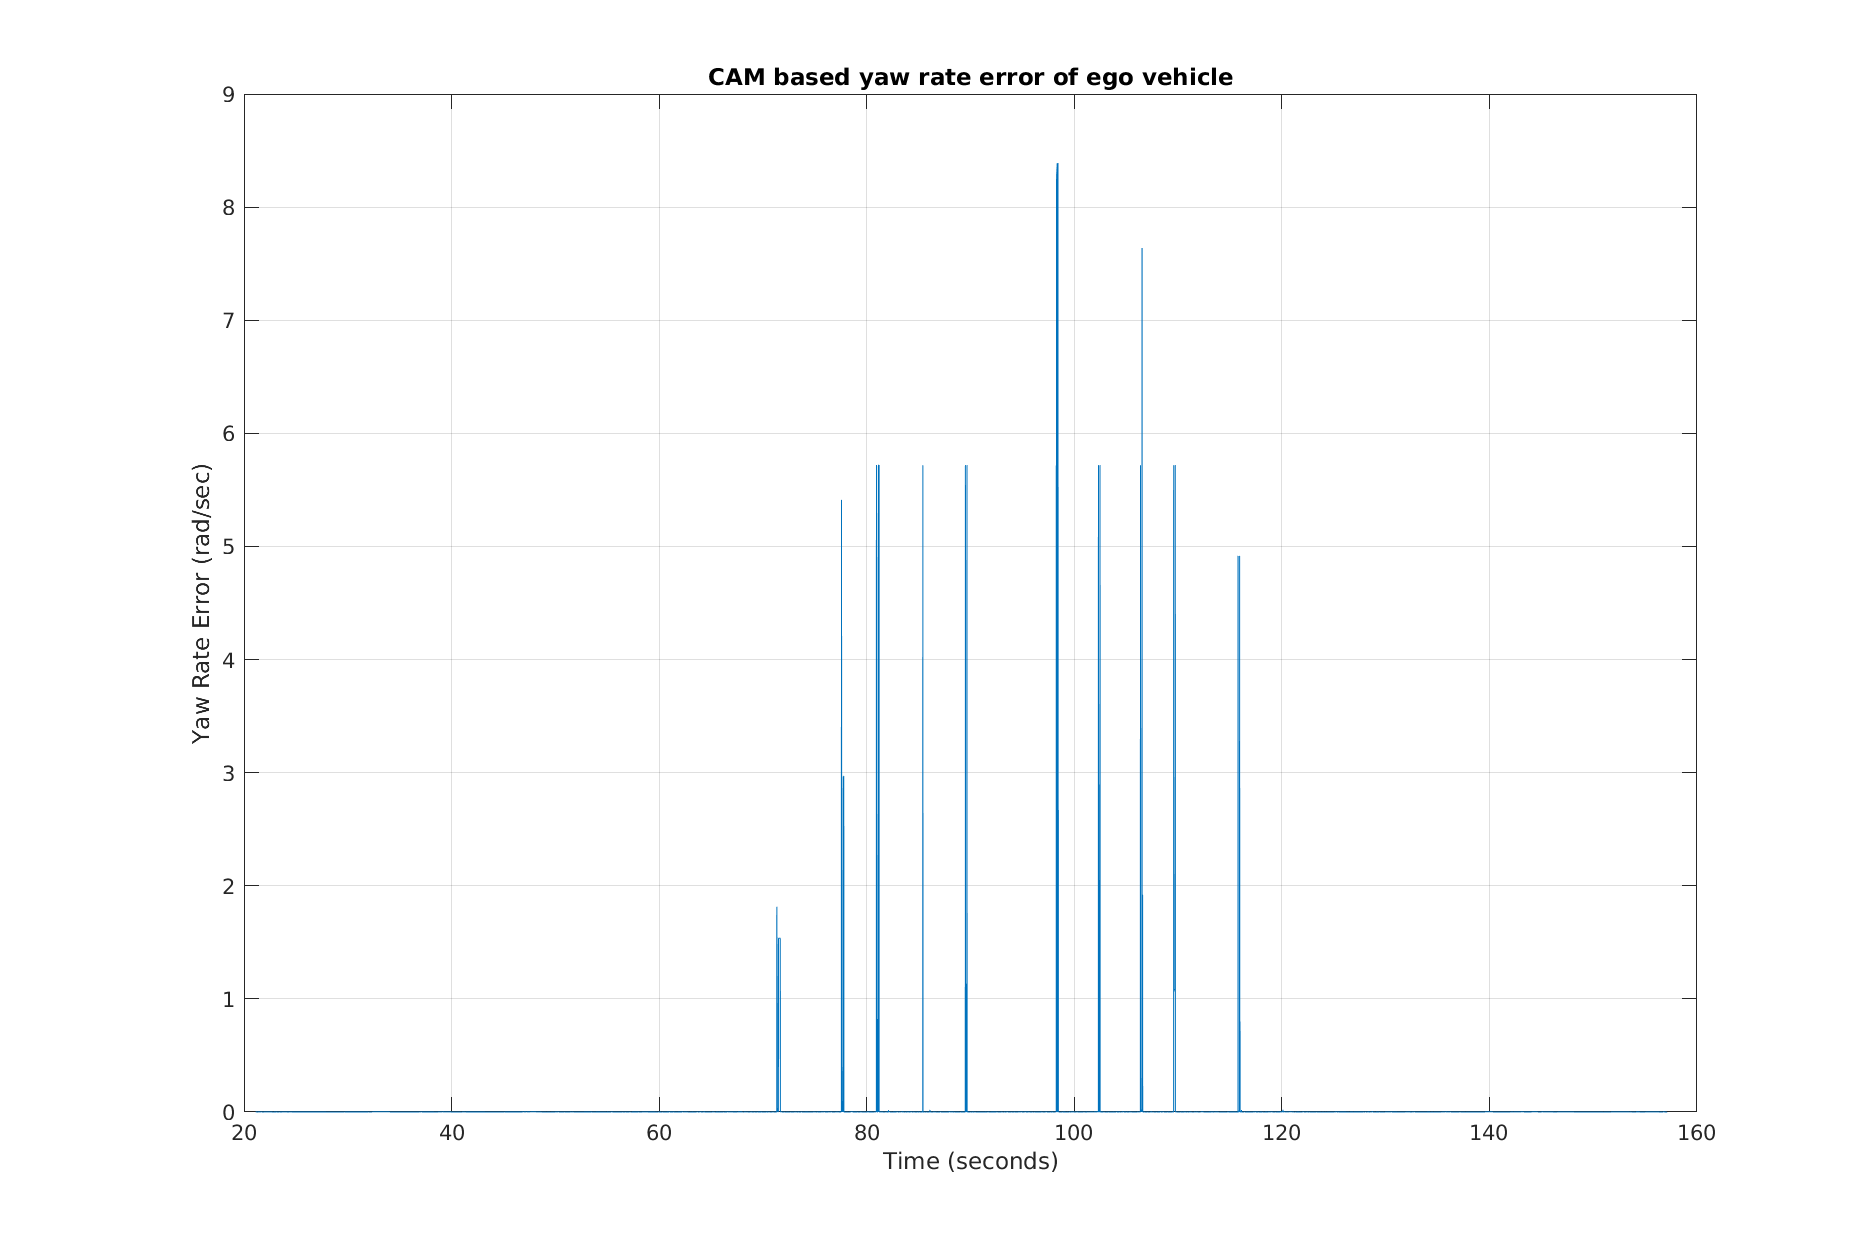 CAM based yaw rate error of ego vehicle
9
8
7
6
5
4
3
2
1
0
Yaw Rate Error (rad/sec)
20 40 60 80 100 120 140 160
Time (seconds)